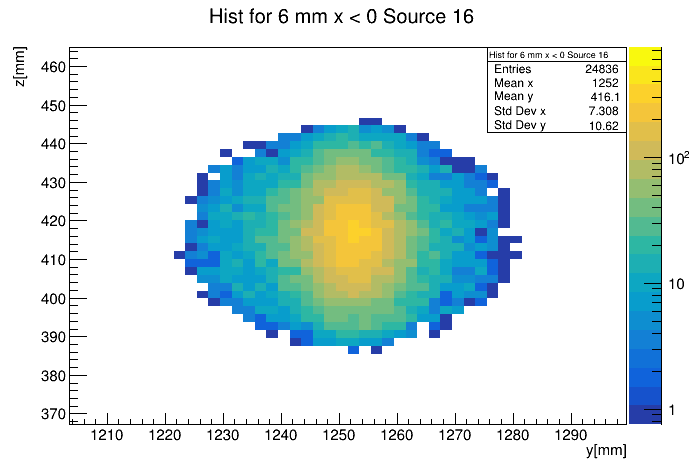 Hist for 6 mm x < 0 Source 16
z[mm]
Hist for 6 mm x < 0 Source 16
Entries 24836
Mean x 1252
Mean y 416.1
Std Dev x 7.308
Std Dev y 10.62
460
450
440
430
420
410
400
390
380
370
10²
10
1
1210 1220 1230 1240 1250 1260 1270 1280 1290
y[mm]